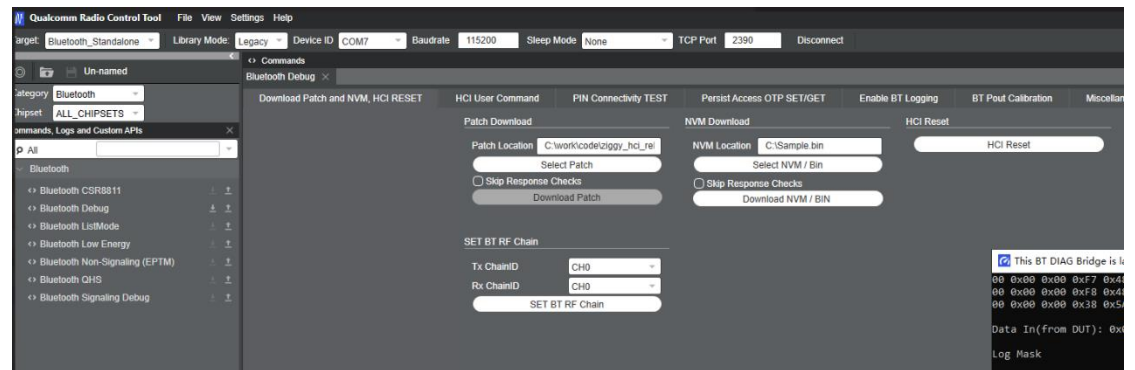 Qualcomm Radio Control Tool File View Settings Help
Target: Bluetooth_Standalone Library Mode: Legacy Device ID COM7 Baudrate 115200 Sleep Mode None TCP Port 2390 Disconnect
<> Commands
Un-named
Bluetooth Debug ×
Category Bluetooth
Download Patch and NVM, HCI RESET HCI User Command PIN Connectivity TEST Persist Access OTP SET/GET Enable BT Logging BT Pout Calibration Miscellan
Chipset ALL_CHIPSETS
Commands, Logs and Custom APIs ×
All
Bluetooth
<> Bluetooth CSR8811
<> Bluetooth Debug
<> Bluetooth ListMode
<> Bluetooth Low Energy
<> Bluetooth Non-Signaling (EPTM)
<> Bluetooth QHS
<> Bluetooth Signaling Debug
Patch Download
Patch Location C:\work\code\ziggy_hci_rel
Select Patch
Skip Response Checks
Download Patch
NVM Download
NVM Location C:\Sample.bin
Select NVM / Bin
Skip Response Checks
Download NVM / BIN
HCI Reset
HCI Reset
SET BT RF Chain
Tx ChainID CH0
Rx ChainID CH0
SET BT RF Chain
This BT DIAG Bridge is la
00 0x00 0x00 0xF7 0x4
00 0x00 0x00 0xF8 0x4
00 0x00 0x00 0x38 0x5
Data In(from DUT): 0x
Log Mask